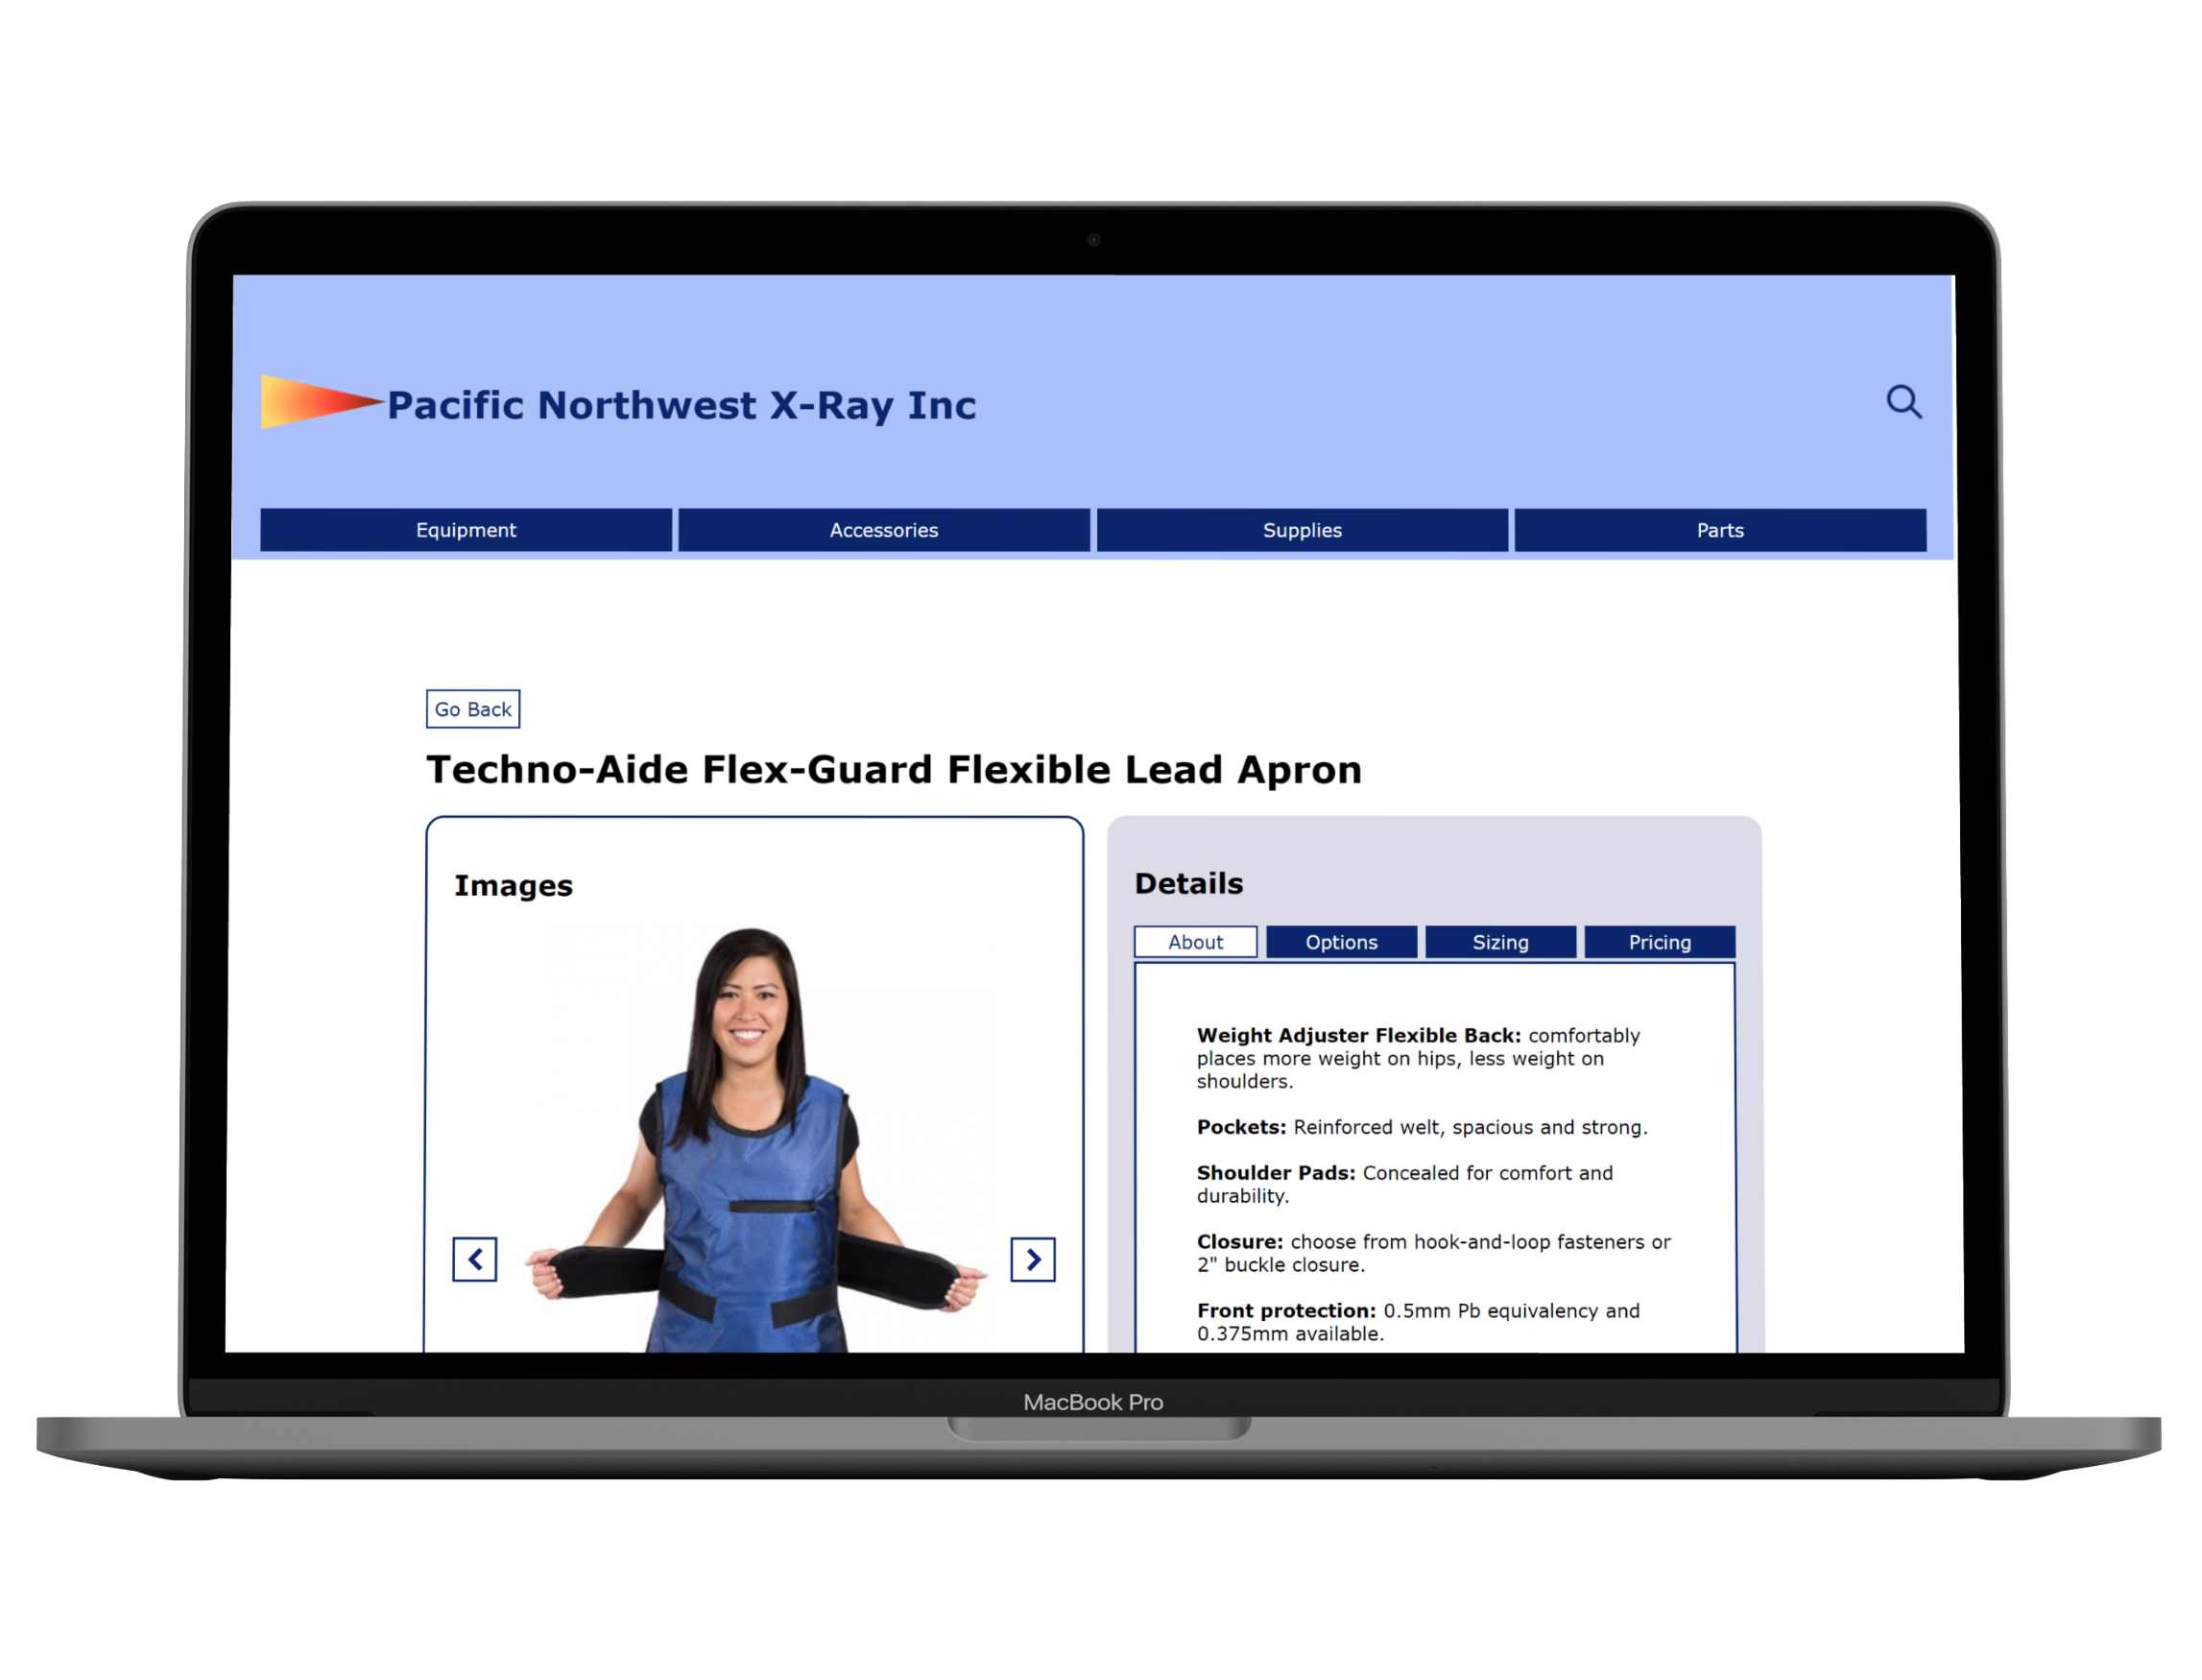 Pacific Northwest X-Ray Inc
Equipment
Accessories
Supplies
Parts
Go Back
Techno-Aide Flex-Guard Flexible Lead Apron
Images
Details
About
Options
Sizing
Pricing
Weight Adjuster Flexible Back: comfortably
places more weight on hips, less weight on
shoulders.
Pockets: Reinforced welt, spacious and strong.
Shoulder Pads: Concealed for comfort and
durability.
Closure: choose from hook-and-loop fasteners or
2" buckle closure.
Front protection: 0.5mm Pb equivalency and
0.375mm available.
MacBook Pro